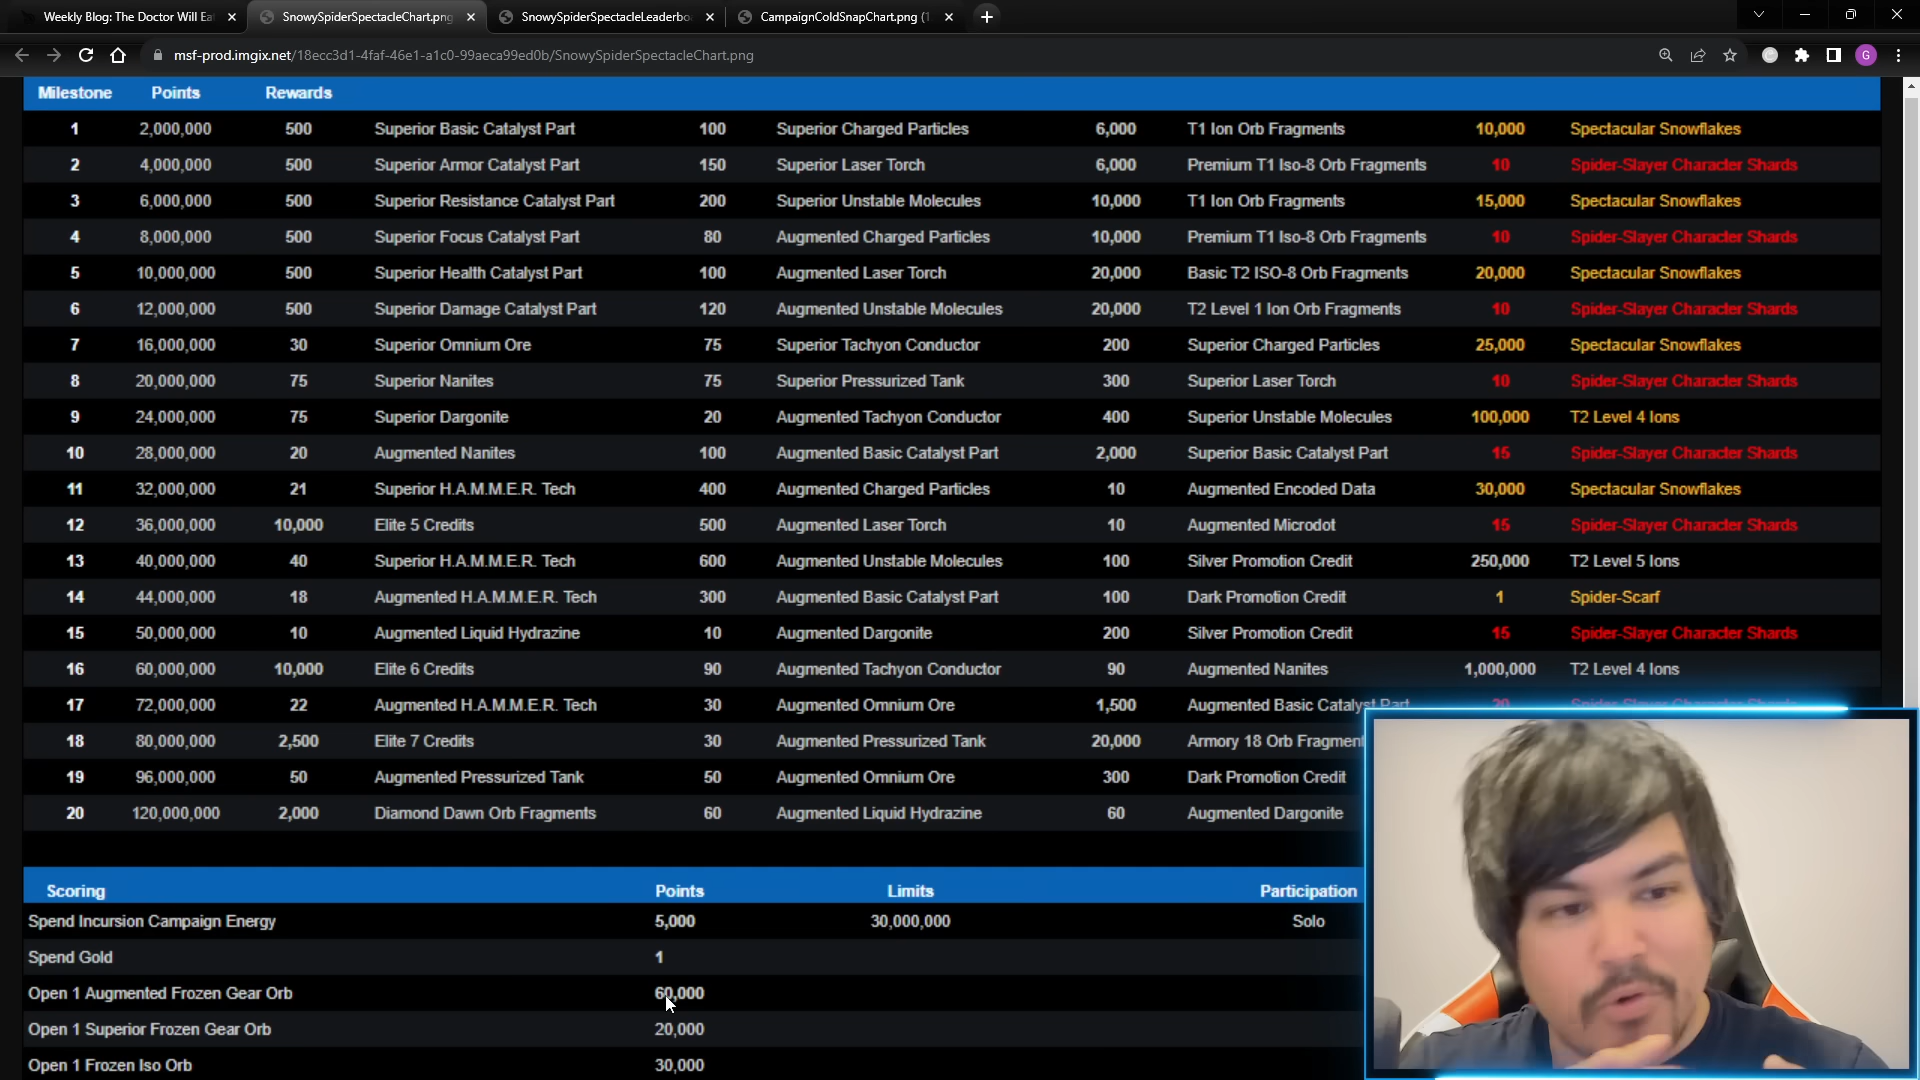 Weekly Blog: The Doctor Will Ea
SnowySpiderSpectacleChart.png
SnowySpiderSpectacleLeaderbo
CampaignColdSnapChart.png (1
msf-prod.imgix.net/18ecc3d1-4faf-46e1-a1c0-99aeca99ed0b/SnowySpiderSpectacleChart.png
G
Milestone Points Rewards
1 2,000,000 500 Superior Basic Catalyst Part 100 Superior Charged Particles 6,000 T1 Ion Orb Fragments 10,000 Spectacular Snowflakes
2 4,000,000 500 Superior Armor Catalyst Part 150 Superior Laser Torch 6,000 Premium T1 Iso-8 Orb Fragments 10 Spider-Slayer Character Shards
3 6,000,000 500 Superior Resistance Catalyst Part 200 Superior Unstable Molecules 10,000 T1 Ion Orb Fragments 15,000 Spectacular Snowflakes
4 8,000,000 500 Superior Focus Catalyst Part 80 Augmented Charged Particles 10,000 Premium T1 Iso-8 Orb Fragments 10 Spider-Slayer Character Shards
5 10,000,000 500 Superior Health Catalyst Part 100 Augmented Laser Torch 20,000 Basic T2 ISO-8 Orb Fragments 20,000 Spectacular Snowflakes
6 12,000,000 500 Superior Damage Catalyst Part 120 Augmented Unstable Molecules 20,000 T2 Level 1 Ion Orb Fragments 10 Spider-Slayer Character Shards
7 16,000,000 30 Superior Omnium Ore 75 Superior Tachyon Conductor 200 Superior Charged Particles 25,000 Spectacular Snowflakes
8 20,000,000 75 Superior Nanites 75 Superior Pressurized Tank 300 Superior Laser Torch 10 Spider-Slayer Character Shards
9 24,000,000 75 Superior Dargonite 20 Augmented Tachyon Conductor 400 Superior Unstable Molecules 100,000 T2 Level 4 Ions
10 28,000,000 20 Augmented Nanites 100 Augmented Basic Catalyst Part 2,000 Superior Basic Catalyst Part 15 Spider-Slayer Character Shards
11 32,000,000 21 Superior H.A.M.M.E.R. Tech 400 Augmented Charged Particles 10 Augmented Encoded Data 30,000 Spectacular Snowflakes
12 36,000,000 10,000 Elite 5 Credits 500 Augmented Laser Torch 10 Augmented Microdot 15 Spider-Slayer Character Shards
13 40,000,000 40 Superior H.A.M.M.E.R. Tech 600 Augmented Unstable Molecules 100 Silver Promotion Credit 250,000 T2 Level 5 Ions
14 44,000,000 18 Augmented H.A.M.M.E.R. Tech 300 Augmented Basic Catalyst Part 100 Dark Promotion Credit 1 Spider-Scarf
15 50,000,000 10 Augmented Liquid Hydrazine 10 Augmented Dargonite 200 Silver Promotion Credit 15 Spider-Slayer Character Shards
16 60,000,000 10,000 Elite 6 Credits 90 Augmented Tachyon Conductor 90 Augmented Nanites 1,000,000 T2 Level 4 Ions
17 72,000,000 22 Augmented H.A.M.M.E.R. Tech 30 Augmented Omnium Ore 1,500 Augmented Basic Catalyst Part
18 80,000,000 2,500 Elite 7 Credits 30 Augmented Pressurized Tank 20,000 Armory 18 Orb Fragment
19 96,000,000 50 Augmented Pressurized Tank 50 Augmented Omnium Ore 300 Dark Promotion Credit
20 120,000,000 2,000 Diamond Dawn Orb Fragments 60 Augmented Liquid Hydrazine 60 Augmented Dargonite
Scoring Points Limits Participation
Spend Incursion Campaign Energy 5,000 30,000,000 Solo
Spend Gold 1
Open 1 Augmented Frozen Gear Orb 60,000
Open 1 Superior Frozen Gear Orb 20,000
Open 1 Frozen Iso Orb 30,000